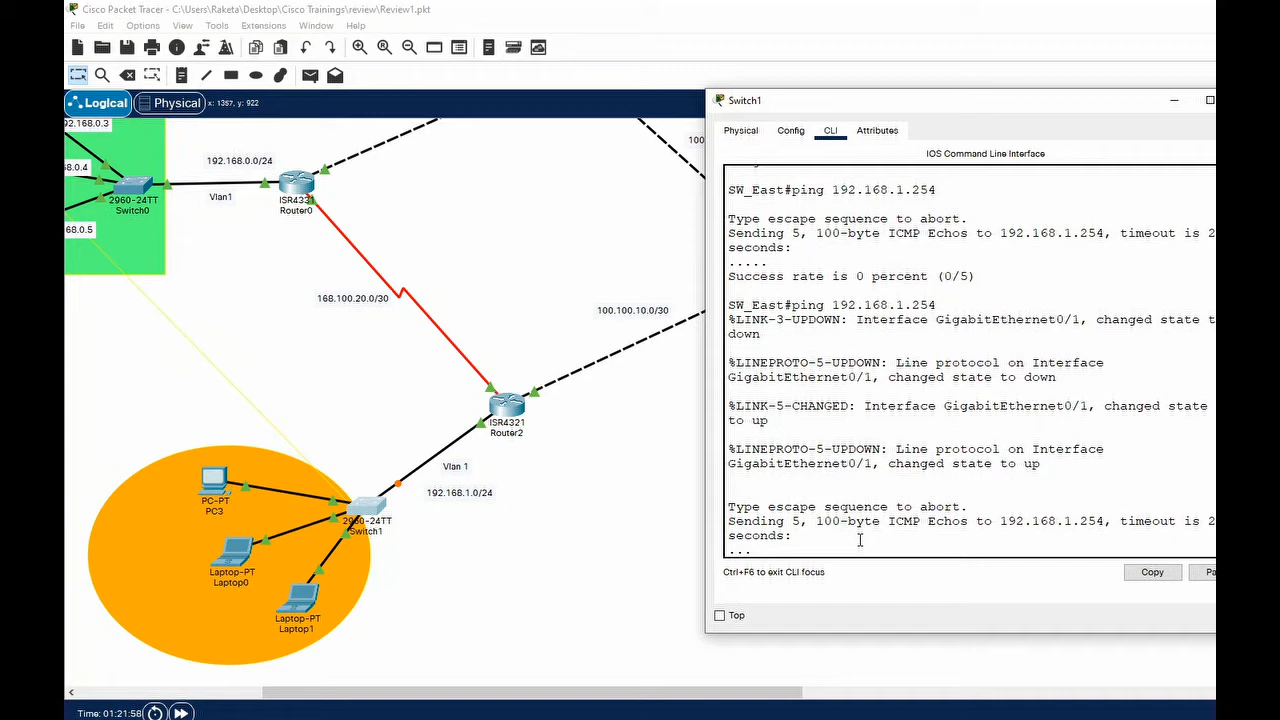 Cisco Packet Tracer - C:\Users\Raketa\Desktop\Cisco Trainings\review\Review1.pkt
File Edit Options View Tools Extensions Window Help
Logical Physical x: 1357, y: 922
92.168.0.3
192.168.0.0/24
68.0.4
Vlan1
2960-24TT
Switch0
ISR4331
Router0
68.0.5
168.100.20.0/30
100.100.10.0/30
100
ISR4321
Router2
Vlan 1
192.168.1.0/24
PC-PT
PC3
2960-24TT
Switch1
Laptop-PT
Laptop0
Laptop-PT
Laptop1
Time: 01:21:58
Switch1
Physical Config CLI Attributes
IOS Command Line Interface
SW_East#ping 192.168.1.254
Type escape sequence to abort.
Sending 5, 100-byte ICMP Echos to 192.168.1.254, timeout is 2
seconds:
.....
Success rate is 0 percent (0/5)
SW_East#ping 192.168.1.254
%LINK-3-UPDOWN: Interface GigabitEthernet0/1, changed state t
down
%LINEPROTO-5-UPDOWN: Line protocol on Interface
GigabitEthernet0/1, changed state to down
%LINK-5-CHANGED: Interface GigabitEthernet0/1, changed state
to up
%LINEPROTO-5-UPDOWN: Line protocol on Interface
GigabitEthernet0/1, changed state to up
Type escape sequence to abort.
Sending 5, 100-byte ICMP Echos to 192.168.1.254, timeout is 2
seconds:
...
Ctrl+F6 to exit CLI focus
Copy
Pa
Top